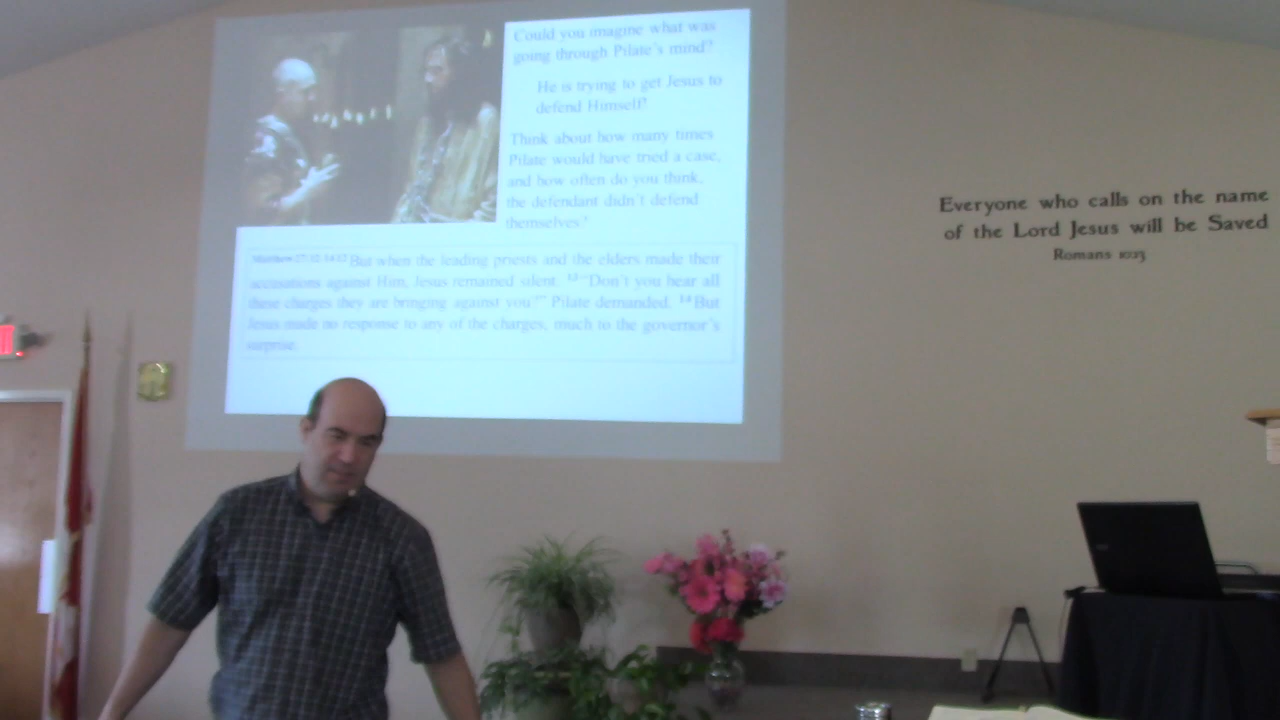 Could you imagine what was
going through Pilate's mind?
He is trying to get Jesus to
defend Himself?
Think about how many times
Pilate would have tried a case,
and how often do you think,
the defendant didn't defend
themselves?
But when the leading priests and the elders made their
accusations against Him, Jesus remained silent. 13 "Don't you hear all
these charges they are bringing against you?" Pilate demanded. 14 But
Jesus made no response to any of the charges, much to the governor's
surprise.
Everyone who calls on the name
of the Lord Jesus will be Saved
Romans 10:13